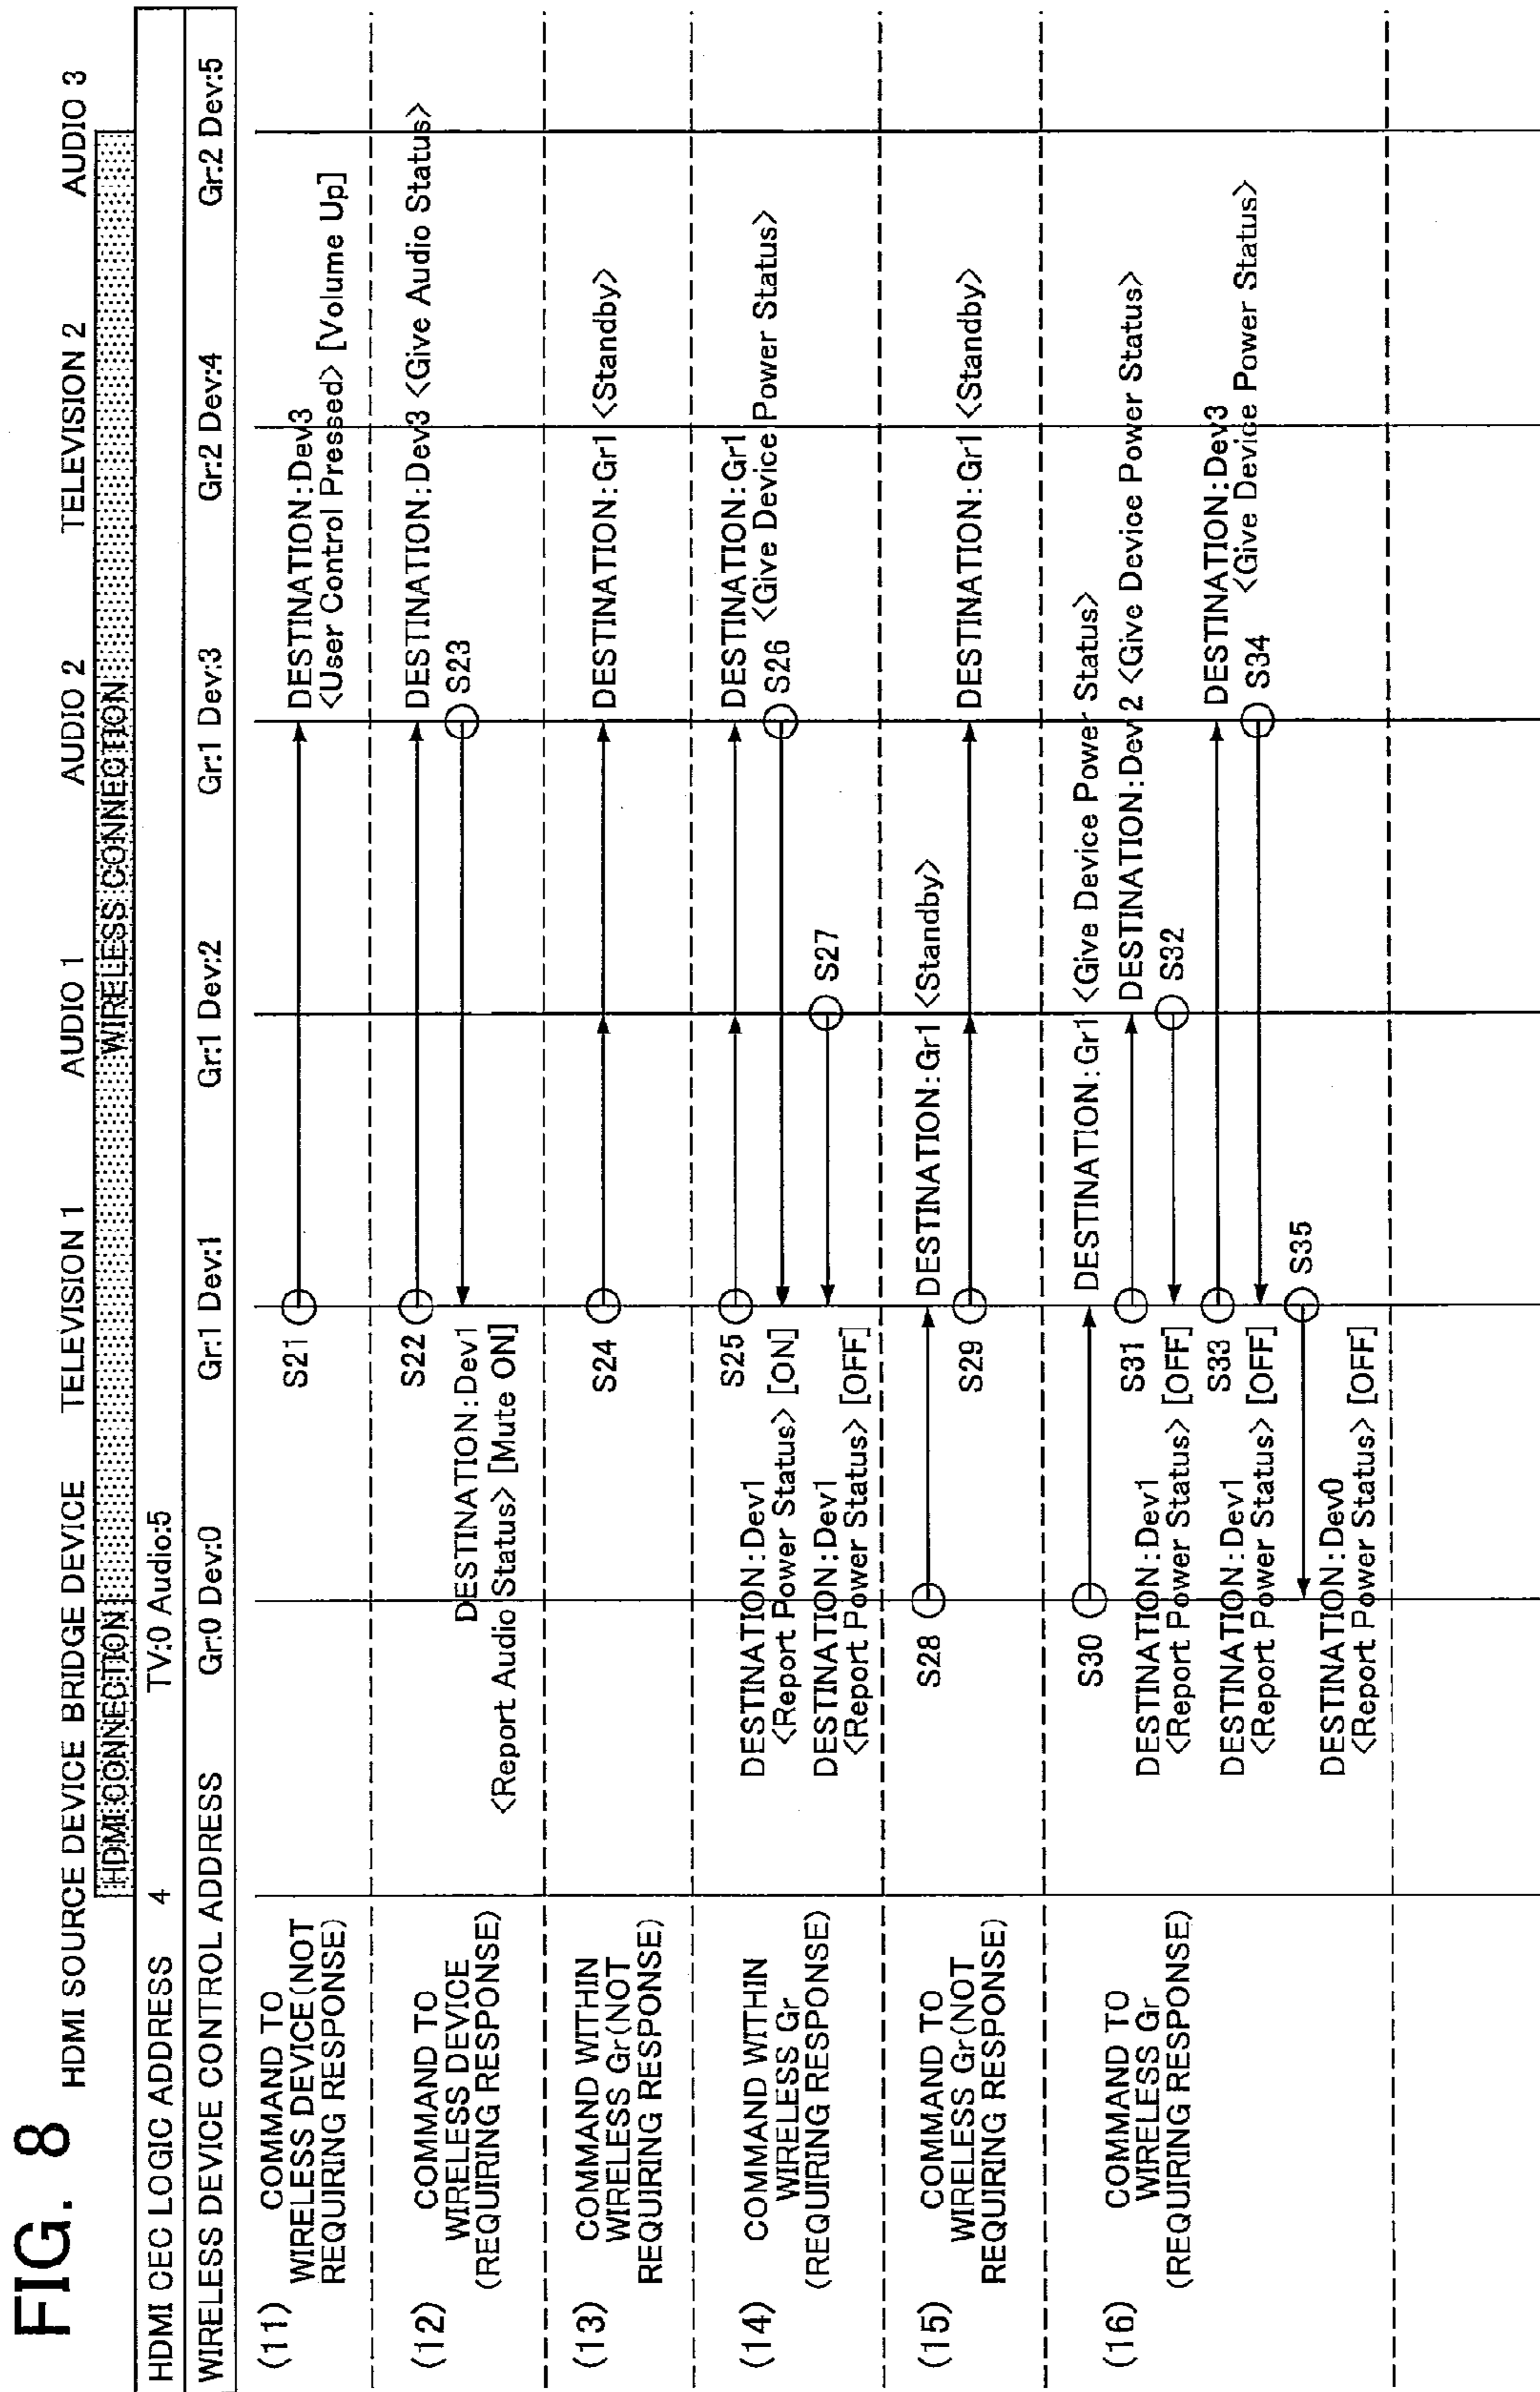 FIG. 8
HDMI SOURCE DEVICE BRIDGE DEVICE TELEVISION 1 AUDIO 1 AUDIO 2 TELEVISION 2 AUDIO 3
HDMI CONNECTION WIRELESS CONNECTION
HDMI CEC LOGIC ADDRESS 4 TV:0 Audio:5
WIRELESS DEVICE CONTROL ADDRESS Gr:0 Dev:0 Gr:1 Dev:1 Gr:1 Dev:2 Gr:1 Dev:3 Gr:2 Dev:4 Gr:2 Dev:5
(11) COMMAND TO
WIRELESS DEVICE(NOT
REQUIRING RESPONSE)
S21
DESTINATION:Dev3
<User Control Pressed> [Volume Up]
(12) COMMAND TO
WIRELESS DEVICE
(REQUIRING RESPONSE)
S22
DESTINATION:Dev3 <Give Audio Status>
S23
DESTINATION:Dev1
<Report Audio Status> [Mute ON]
(13) COMMAND WITHIN
WIRELESS Gr(NOT
REQUIRING RESPONSE)
S24
DESTINATION:Gr1 <Standby>
(14) COMMAND WITHIN
WIRELESS Gr
(REQUIRING RESPONSE)
S25
DESTINATION:Gr1
<Give Device Power Status>
S26
DESTINATION:Dev1
<Report Power Status> [ON]
S27
DESTINATION:Dev1
<Report Power Status> [OFF]
(15) COMMAND TO
WIRELESS Gr(NOT
REQUIRING RESPONSE)
S28
DESTINATION:Gr1 <Standby>
S29
DESTINATION:Gr1 <Standby>
(16) COMMAND TO
WIRELESS Gr
(REQUIRING RESPONSE)
S30
DESTINATION:Gr1 <Give Device Power Status>
S31
DESTINATION:Dev 2 <Give Device Power Status>
S32
DESTINATION:Dev1
<Report Power Status> [OFF]
S33
DESTINATION:Dev3
<Give Device Power Status>
S34
DESTINATION:Dev1
<Report Power Status> [OFF]
S35
DESTINATION:Dev0
<Report Power Status> [OFF]